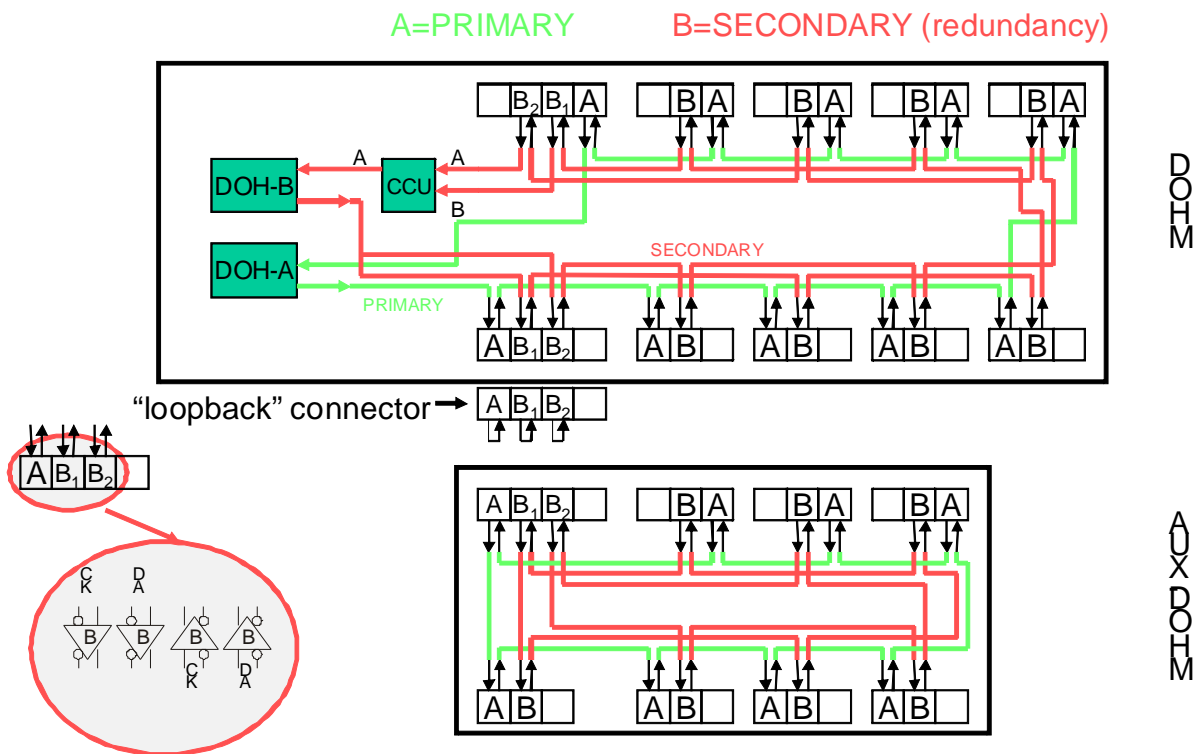 A=PRIMARY B=SECONDARY (redundancy)
B2 B1 A B A B A B A B A
A A
DOH-B CCU
B
DOH-A SECONDARY
PRIMARY
A B1 B2 A B A B A B A B
DOHM
"loopback" connector A B1 B2
A B1 B2
A B1 B2 B A B A B A
AUX DOHM
CK DA
B B B B
CK DA
A B A B A B A B